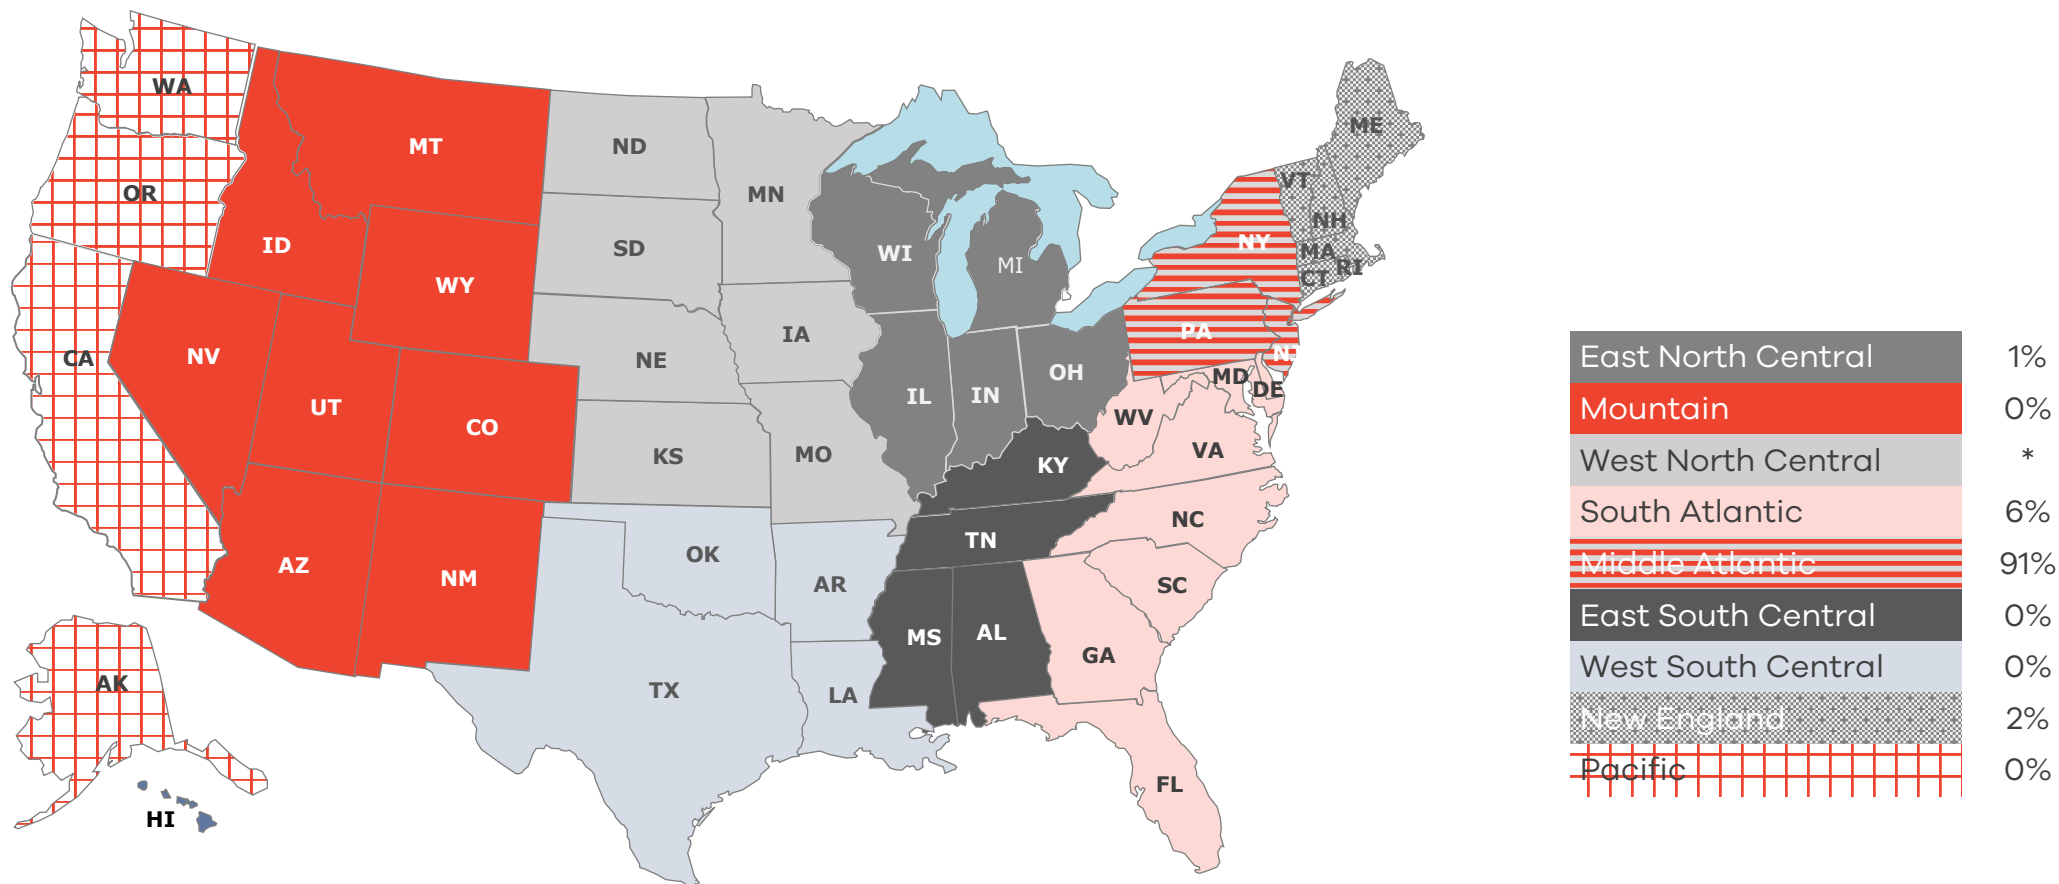 WA
OR
CA
NV
ID
MT
WY
UT
CO
AZ
NM
ND
SD
NE
KS
MN
IA
MO
OK
TX
AR
LA
WI
MI
IL
IN
OH
KY
TN
MS
AL
GA
FL
SC
NC
VA
WV
MD
DE
PA
NJ
NY
CT
RI
MA
NH
VT
ME
AK
HI
East North Central 1%
Mountain 0%
West North Central *
South Atlantic 6%
Middle Atlantic 91%
East South Central 0%
West South Central 0%
New England 2%
Pacific 0%